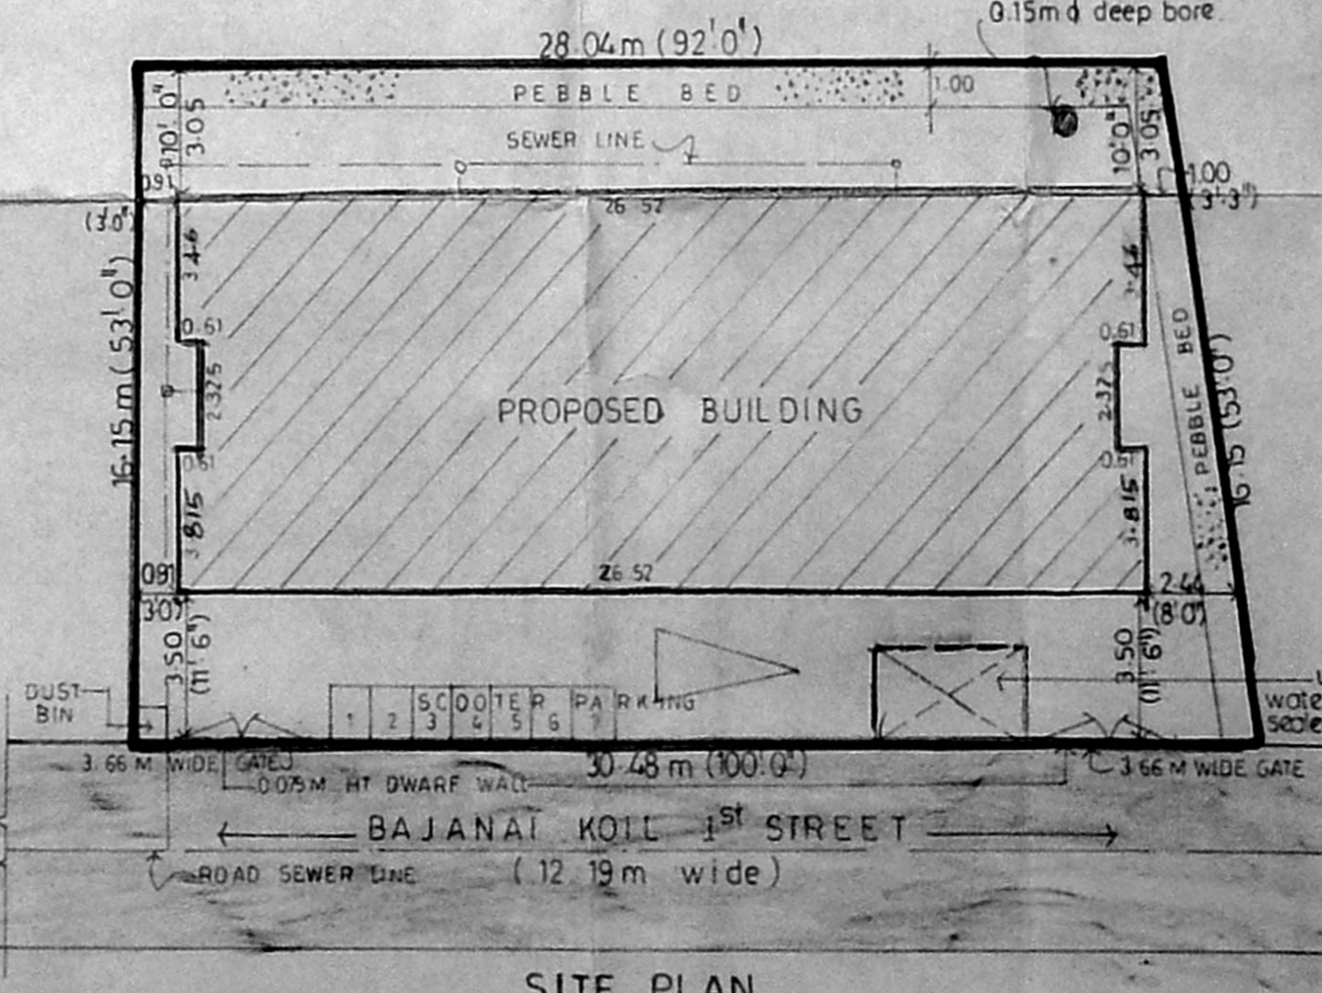 0.15m ɸ deep bore
28.04m (92'0")
PEBBLE BED
1.00
10'0"
3.05
10'0"
3.05
SEWER LINE
0.91
(3'0")
1.00
(3'-3")
26.52
3.46
3.46
0.61
0.61
16.15m (53'0")
2.325
PROPOSED BUILDING
2.325
PEBBLE BED
16.15 (53'0")
0.61
0.61
3.815
3.815
0.91
3'0")
26.52
2.44
(8'0")
3.50
(11'6")
3.50
(11'6")
DUST
BIN
SCOOTER PARKING
1 2 3 4 5 6 7
3.66 M WIDE GATE
30.48m (100'0")
3.66 M WIDE GATE
0.075M HT DWARF WALL
BAJANAI KOIL 1st STREET
ROAD SEWER LINE
(12.19m wide)
SITE PLAN